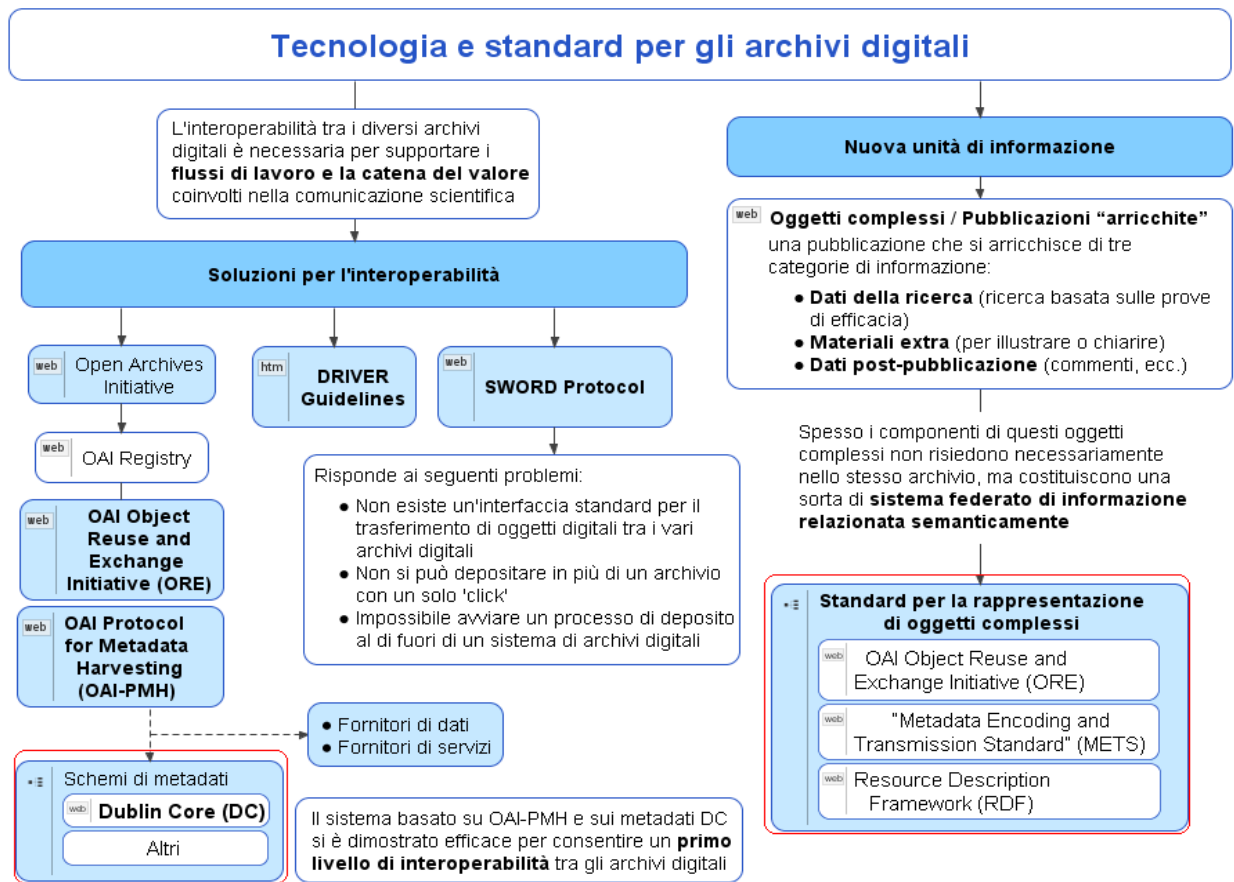 Tecnologia e standard per gli archivi digitali
L'interoperabilità tra i diversi archivi
digitali è necessaria per supportare i
flussi di lavoro e la catena del valore
coinvolti nella comunicazione scientifica
Soluzioni per l'interoperabilità
web
Open Archives
Initiative
web
OAI Registry
web
OAI Object
Reuse and
Exchange
Initiative (ORE)
web
OAI Protocol
for Metadata
Harvesting
(OAI-PMH)
htm
DRIVER
Guidelines
web
SWORD Protocol
Risponde ai seguenti problemi:
● Non esiste un'interfaccia standard per il
trasferimento di oggetti digitali tra i vari
archivi digitali
● Non si può depositare in più di un archivio
con un solo 'click'
● Impossibile avviare un processo di deposito
al di fuori di un sistema di archivi digitali
● Fornitori di dati
● Fornitori di servizi
Schemi di metadati
web
Dublin Core (DC)
Altri
Il sistema basato su OAI-PMH e sui metadati DC
si è dimostrato efficace per consentire un primo
livello di interoperabilità tra gli archivi digitali
Nuova unità di informazione
web
Oggetti complessi / Pubblicazioni “arricchite”
una pubblicazione che si arricchisce di tre
categorie di informazione:
● Dati della ricerca (ricerca basata sulle prove
di efficacia)
● Materiali extra (per illustrare o chiarire)
● Dati post-pubblicazione (commenti, ecc.)
Spesso i componenti di questi oggetti
complessi non risiedono necessariamente
nello stesso archivio, ma costituiscono una
sorta di sistema federato di informazione
relazionata semanticamente
Standard per la rappresentazione
di oggetti complessi
web
OAI Object Reuse and
Exchange Initiative (ORE)
web
"Metadata Encoding and
Transmission Standard” (METS)
web
Resource Description
Framework (RDF)